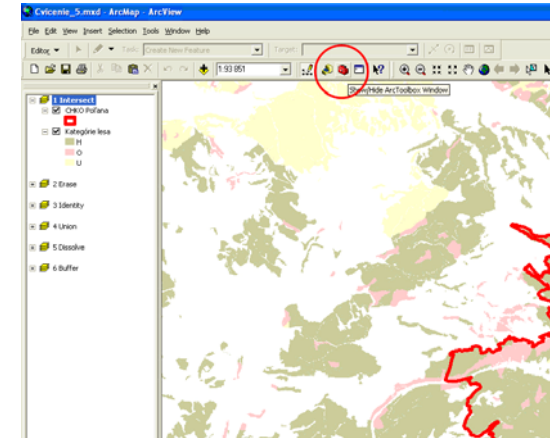 Cvicenie_5.mxd - ArcMap - ArcView
File Edit View Insert Selection Tools Window Help
Editor Task: Create New Feature Target:
1:93 851
Show/Hide ArcToolbox Window
1 Intersect
CHKO Poľana
Kategórie lesa
H
O
U
2 Erase
3 Identity
4 Union
5 Dissolve
6 Buffer